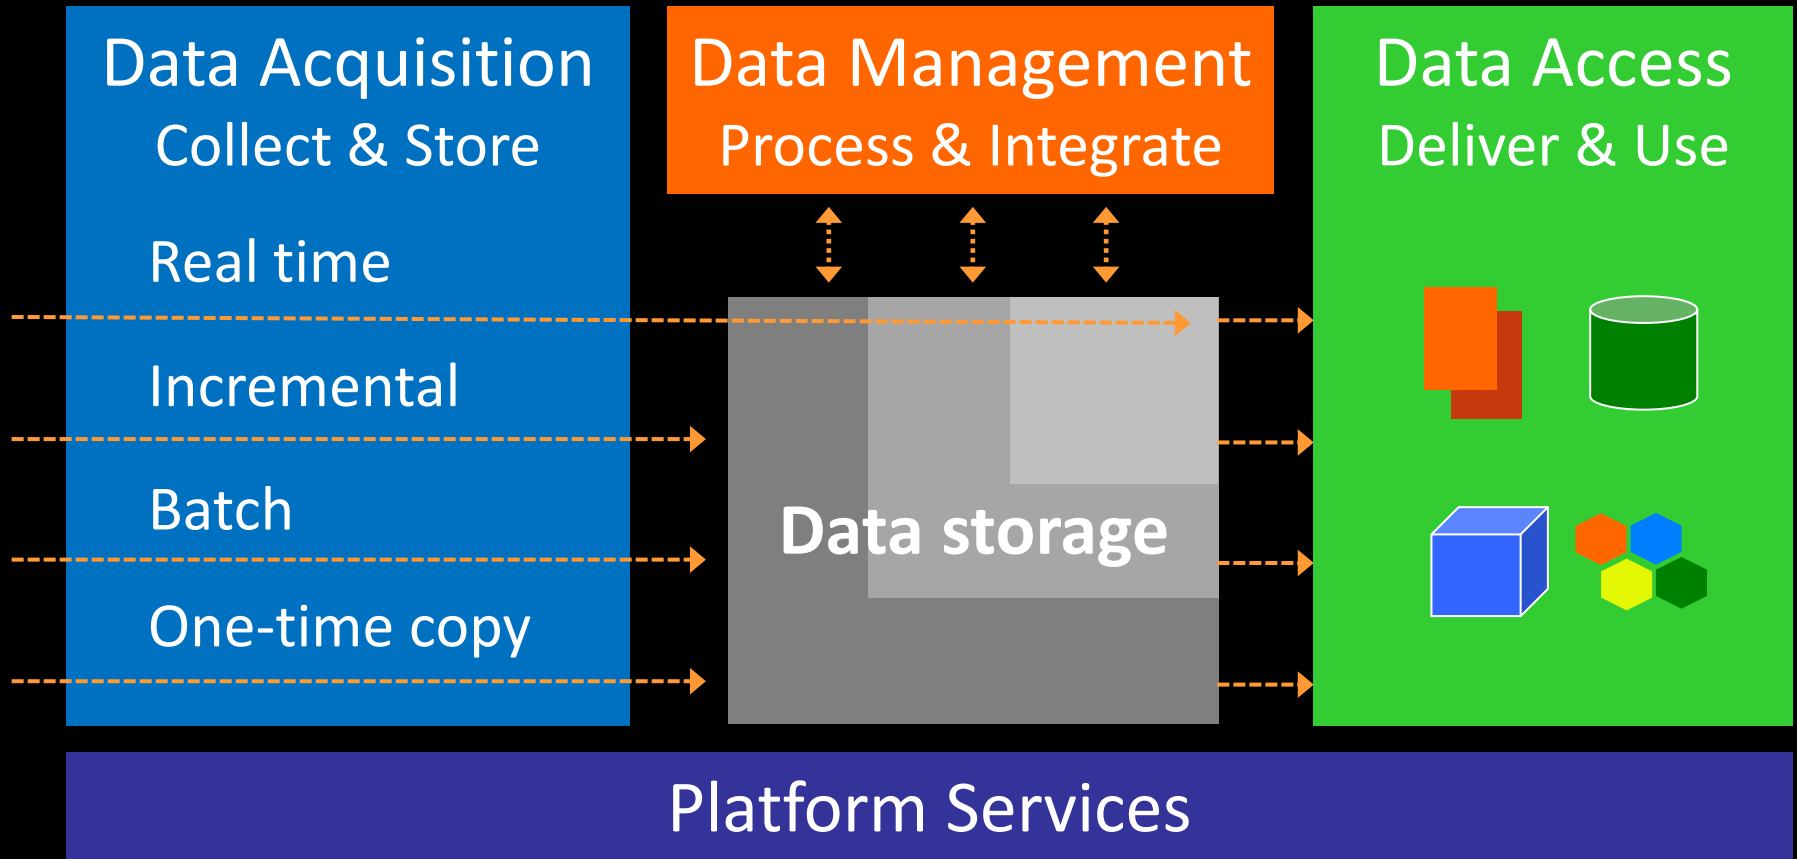 Data Acquisition
Collect & Store
Real time
Incremental
Batch
One-time copy
Data Management
Process & Integrate
Data storage
Data Access
Deliver & Use
Platform Services